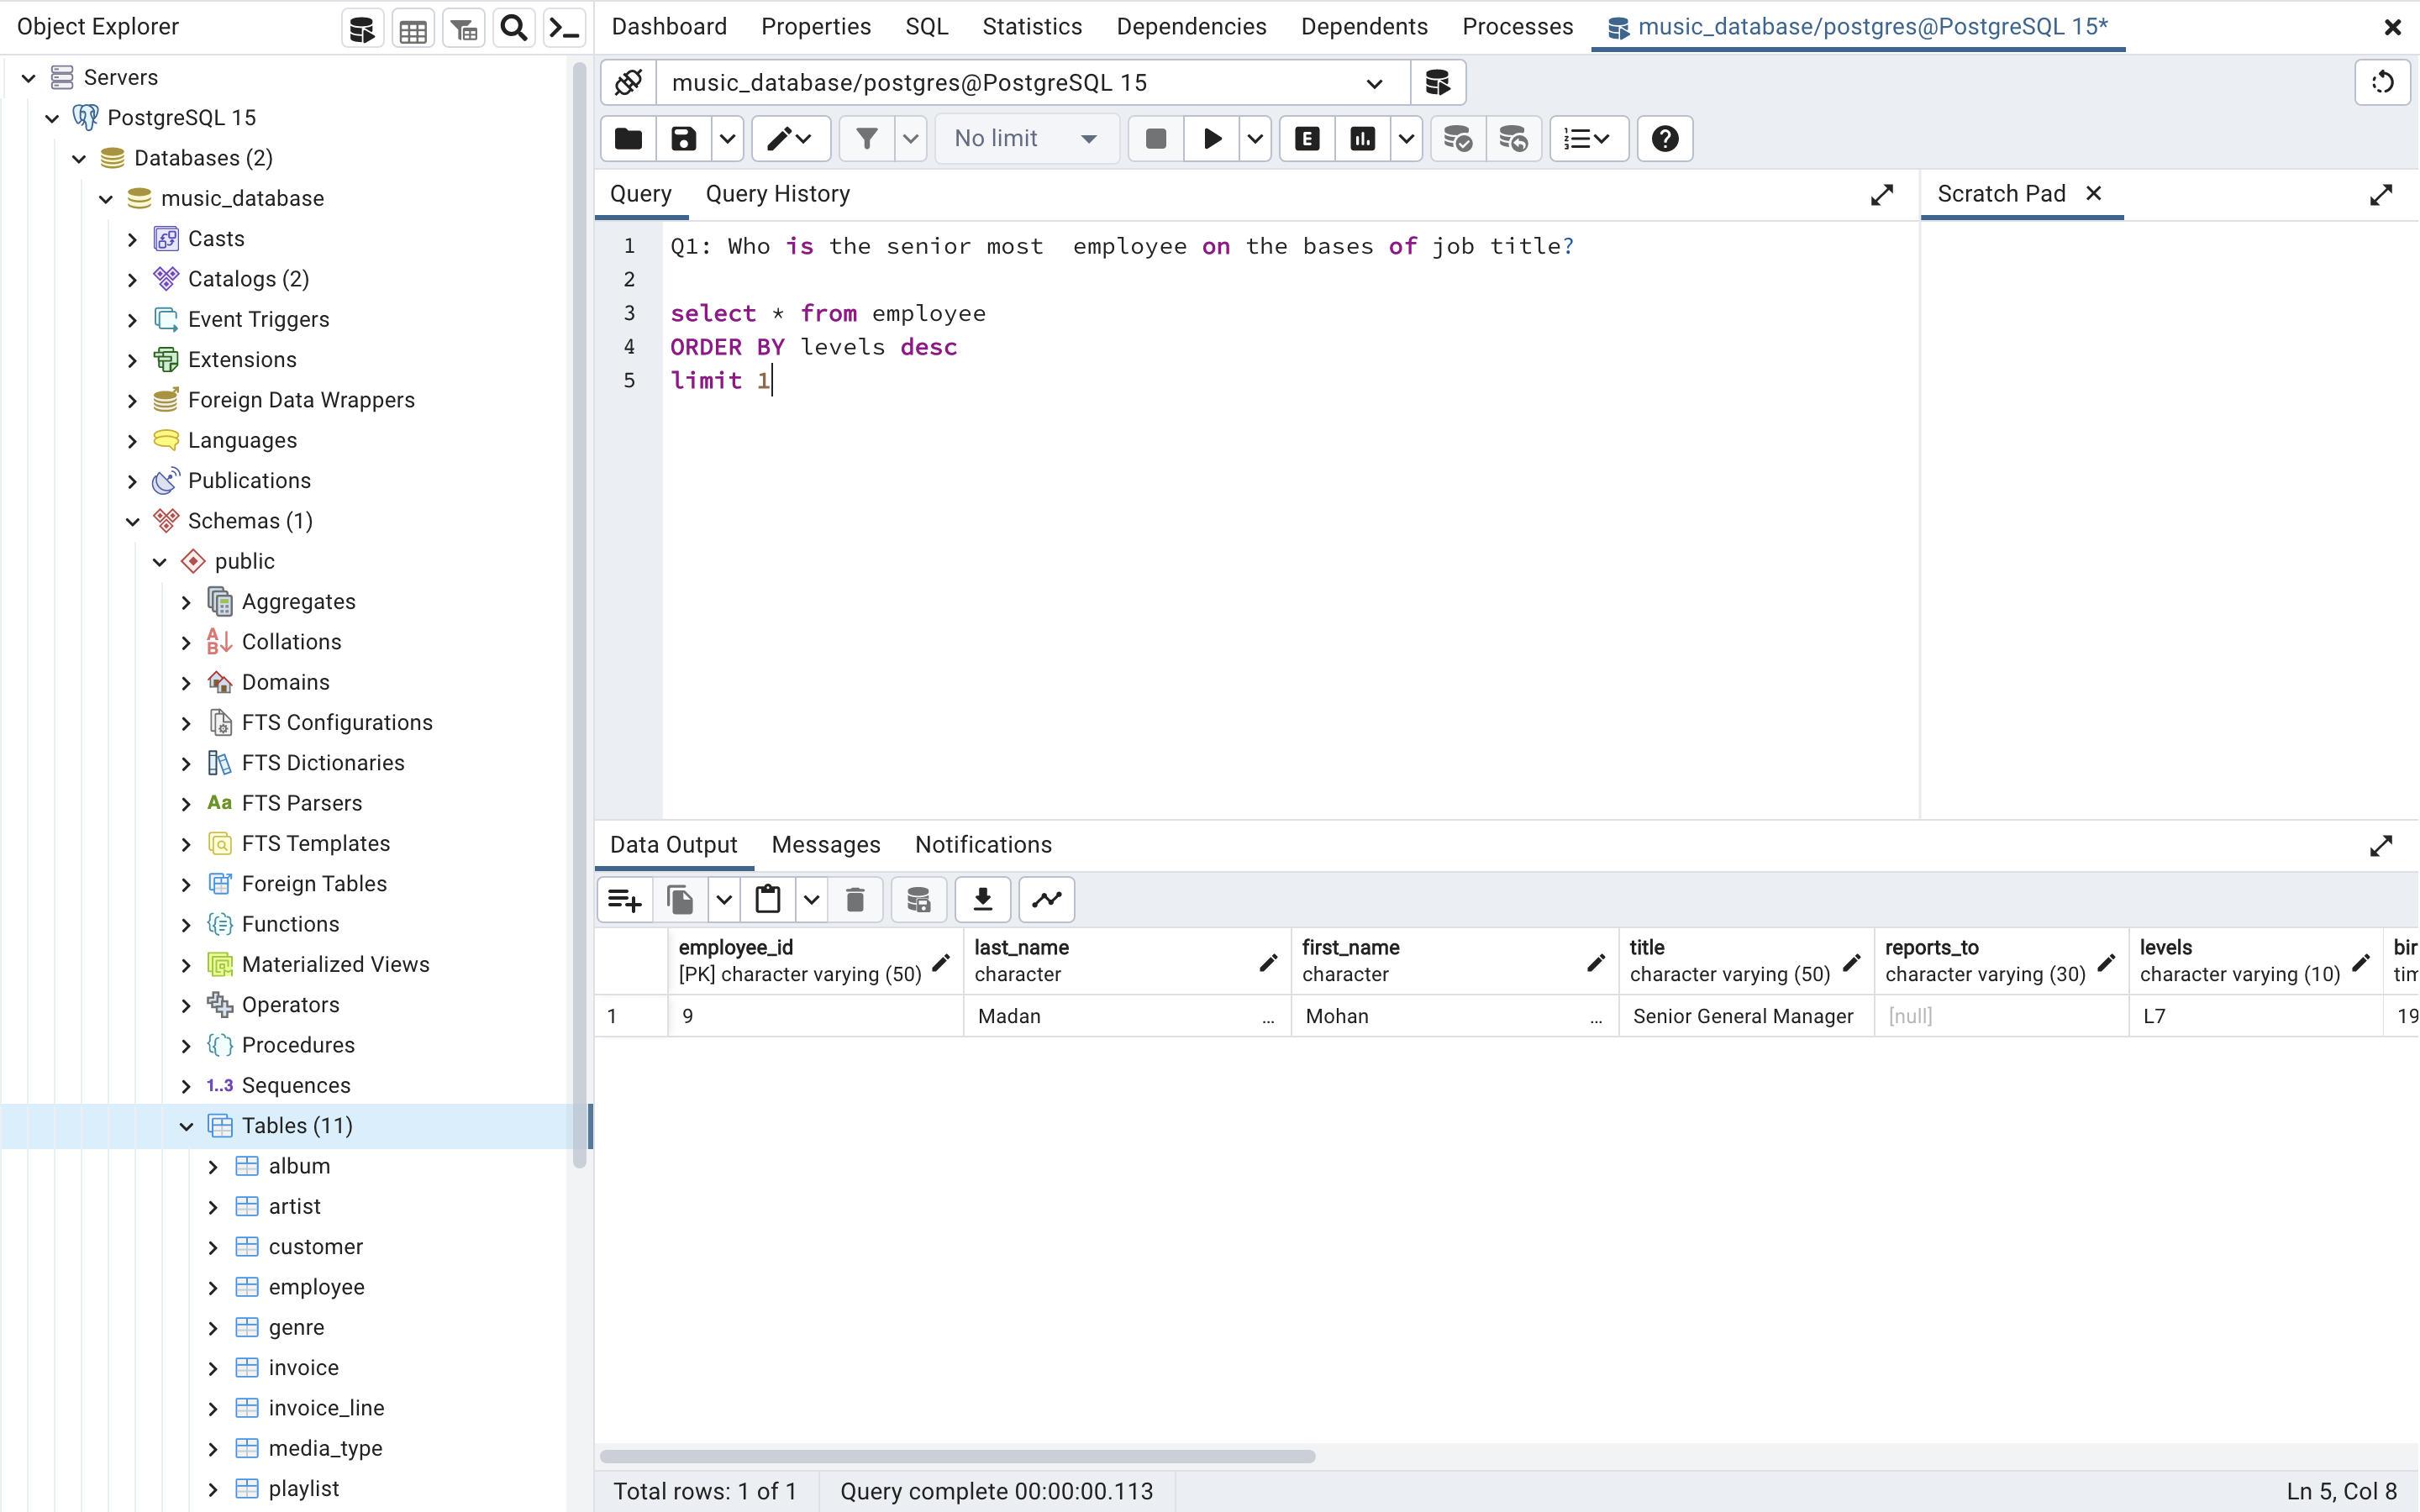 Object Explorer
Servers
PostgreSQL 15
Databases (2)
music_database
Casts
Catalogs (2)
Event Triggers
Extensions
Foreign Data Wrappers
Languages
Publications
Schemas (1)
public
Aggregates
Collations
Domains
FTS Configurations
FTS Dictionaries
Aa FTS Parsers
FTS Templates
Foreign Tables
Functions
Materialized Views
Operators
Procedures
1..3 Sequences
Tables (11)
album
artist
customer
employee
genre
invoice
invoice_line
media_type
playlist
Dashboard Properties SQL Statistics Dependencies Dependents Processes music_database/postgres@PostgreSQL 15*
music_database/postgres@PostgreSQL 15
No limit E
Query Query History Scratch Pad
1 Q1: Who is the senior most  employee on the bases of job title?
2
3 select * from employee
4 ORDER BY levels desc
5 limit 1
Data Output Messages Notifications
employee_id last_name first_name title reports_to levels bir
[PK] character varying (50) character character character varying (50) character varying (30) character varying (10) tim
1 9 Madan ... Mohan ... Senior General Manager [null] L7 19
Total rows: 1 of 1 Query complete 00:00:00.113 Ln 5, Col 8